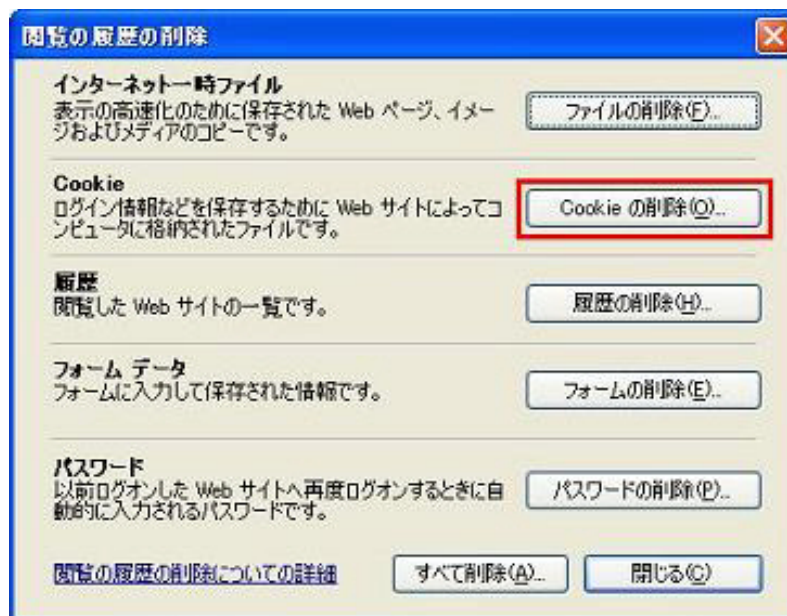 閲覧の履歴の削除
インターネット一時ファイル
表示の高速化のために保存された Web ページ、イメー
ジおよびメディアのコピーです。
ファイルの削除(F)...
Cookie
ログイン情報などを保存するために Web サイトによってコ
ンピュータに格納されたファイルです。
Cookie の削除(O)...
履歴
閲覧した Web サイトの一覧です。
履歴の削除(H)...
フォーム データ
フォームに入力して保存された情報です。
フォームの削除(E)...
パスワード
以前ログオンした Web サイトへ再度ログオンするときに自
動的に入力されるパスワードです。
パスワードの削除(P)...
閲覧の履歴の削除についての詳細
すべて削除(A)...
閉じる(C)